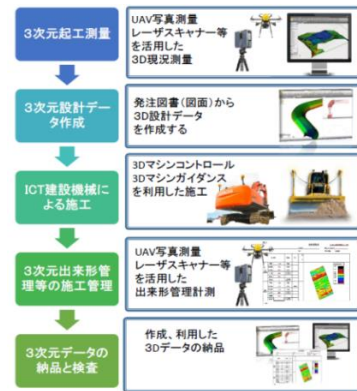 3次元起工測量
UAV写真測量
レーザスキャナー等
を活用した
3D現況測量
3次元設計デー
タ作成
発注図書(図面)から
3D設計データ
を作成する
ICT建設機械に
よる施工
3Dマシンコントロール
3Dマシンガイダンス
を利用した施工
3次元出来形管
理等の施工管理
UAV写真測量
レーザスキャナー等
を活用した
出来形管理計測
3次元データの
納品と検査
作成、利用した
3Dデータの納品